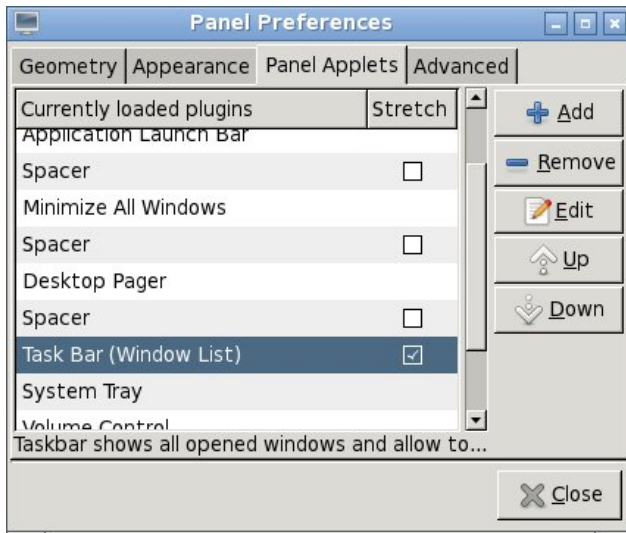 Panel Preferences
Geometry Appearance Panel Applets Advanced
Currently loaded plugins Stretch
Application Launch Bar
Spacer
Minimize All Windows
Spacer
Desktop Pager
Spacer
Task Bar (Window List)
System Tray
Volume Control
Taskbar shows all opened windows and allow to...
Add
Remove
Edit
Up
Down
Close